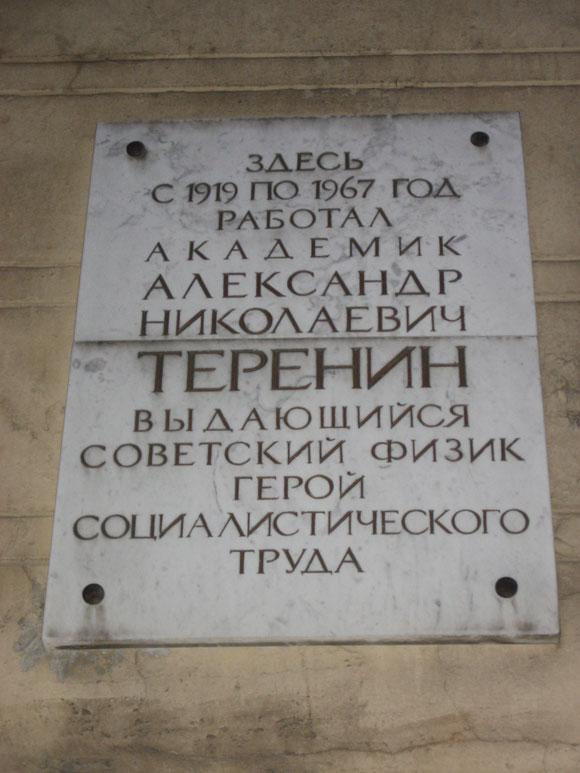 ЗДЕСЬ
С 1919 ПО 1967 ГОД
РАБОТАЛ
АКАДЕМИК
АЛЕКСАНДР
НИКОЛАЕВИЧ
ТЕРЕНИН
ВЫДАЮЩИЙСЯ
СОВЕТСКИЙ ФИЗИК
ГЕРОЙ
СОЦИАЛИСТИЧЕСКОГО
ТРУДА